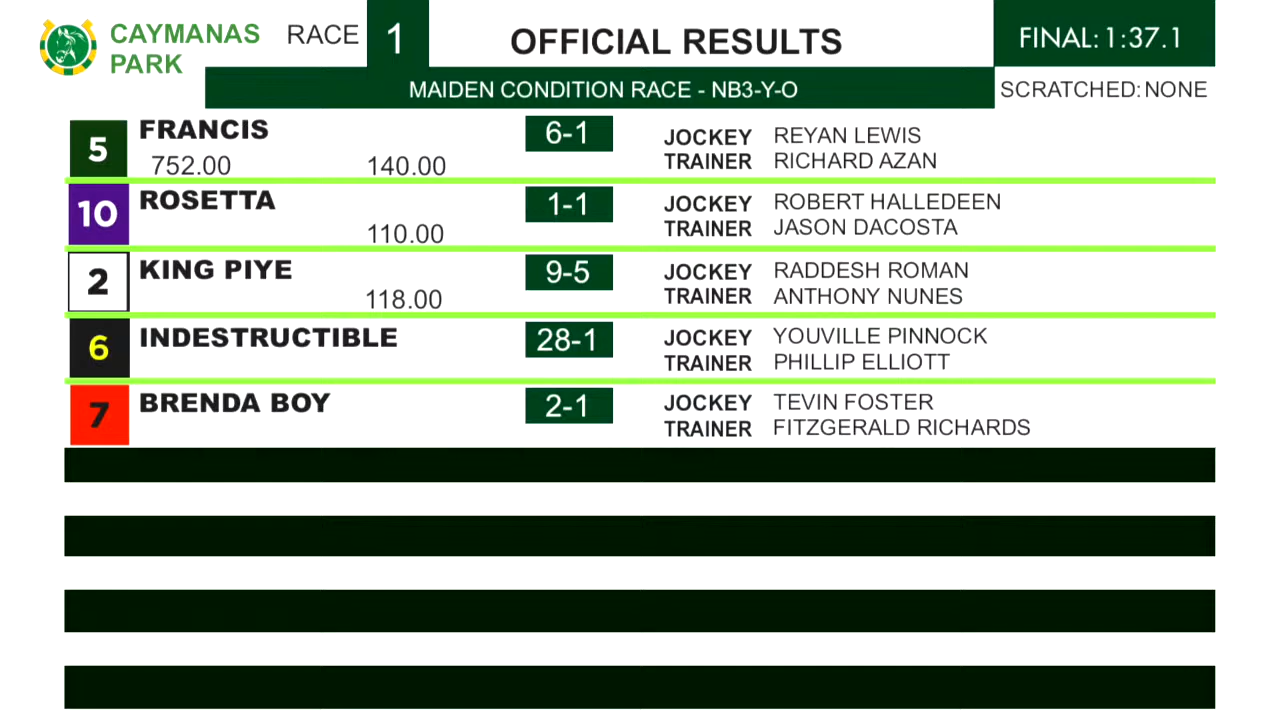 CAYMANAS PARK
RACE 1
OFFICIAL RESULTS
FINAL: 1:37.1
MAIDEN CONDITION RACE - NB3-Y-O
SCRATCHED: NONE
5 FRANCIS 6-1 JOCKEY REYAN LEWIS
752.00 140.00 TRAINER RICHARD AZAN
10 ROSETTA 1-1 JOCKEY ROBERT HALLEDEEN
110.00 TRAINER JASON DACOSTA
2 KING PIYE 9-5 JOCKEY RADDESH ROMAN
118.00 TRAINER ANTHONY NUNES
6 INDESTRUCTIBLE 28-1 JOCKEY YOUVILLE PINNOCK
TRAINER PHILLIP ELLIOTT
7 BRENDA BOY 2-1 JOCKEY TEVIN FOSTER
TRAINER FITZGERALD RICHARDS